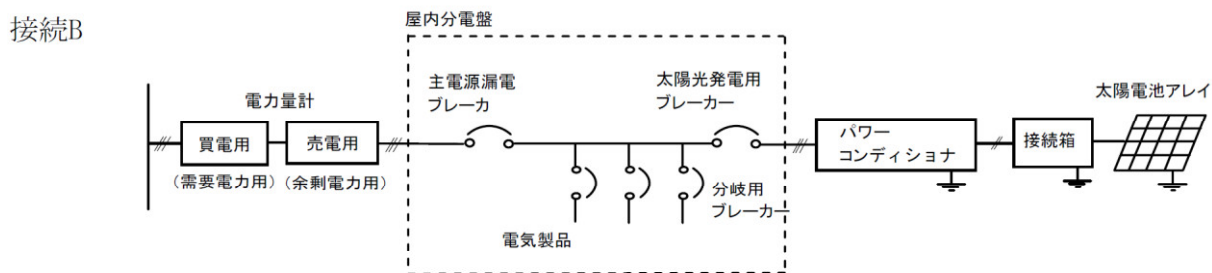 接続B
屋内分電盤
主電源漏電
ブレーカ
太陽光発電用
ブレーカー
太陽電池アレイ
電力量計
買電用
売電用
(需要電力用)
(余剰電力用)
パワー
コンディショナ
接続箱
分岐用
ブレーカー
電気製品